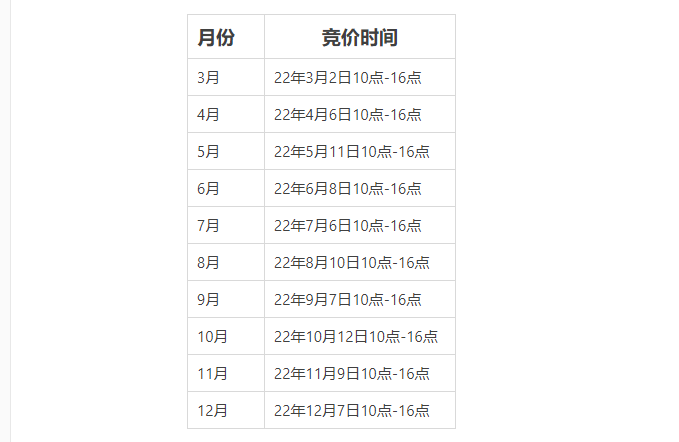 月份 竞价时间
3月 22年3月2日10点-16点
4月 22年4月6日10点-16点
5月 22年5月11日10点-16点
6月 22年6月8日10点-16点
7月 22年7月6日10点-16点
8月 22年8月10日10点-16点
9月 22年9月7日10点-16点
10月 22年10月12日10点-16点
11月 22年11月9日10点-16点
12月 22年12月7日10点-16点